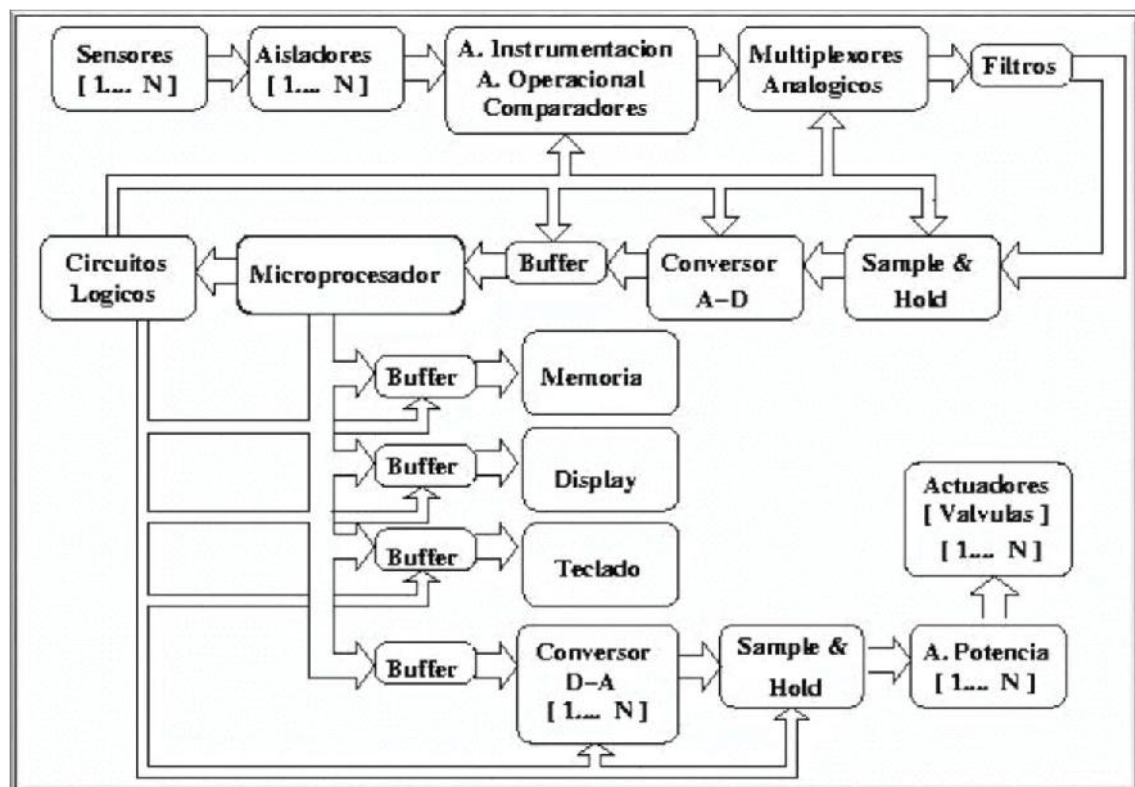 Sensores
[ 1.... N ]
Aisladores
[ 1.... N ]
A. Instrumentacion
A. Operacional
Comparadores
Multiplexores
Analogicos
Filtros
Circuitos
Logicos
Microprocesador
Buffer
Conversor
A-D
Sample &
Hold
Buffer
Memoria
Buffer
Display
Buffer
Teclado
Actuadores
[ Valvulas ]
[ 1.... N ]
Buffer
Conversor
D-A
[ 1.... N ]
Sample &
Hold
A. Potencia
[ 1.... N ]